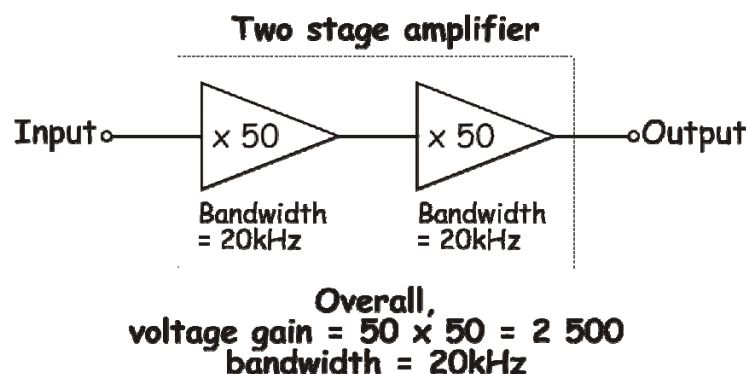 Two stage amplifier
Input
x 50
x 50
Output
Bandwidth
= 20kHz
Bandwidth
= 20kHz
Overall,
voltage gain = 50 x 50 = 2 500
bandwidth = 20kHz